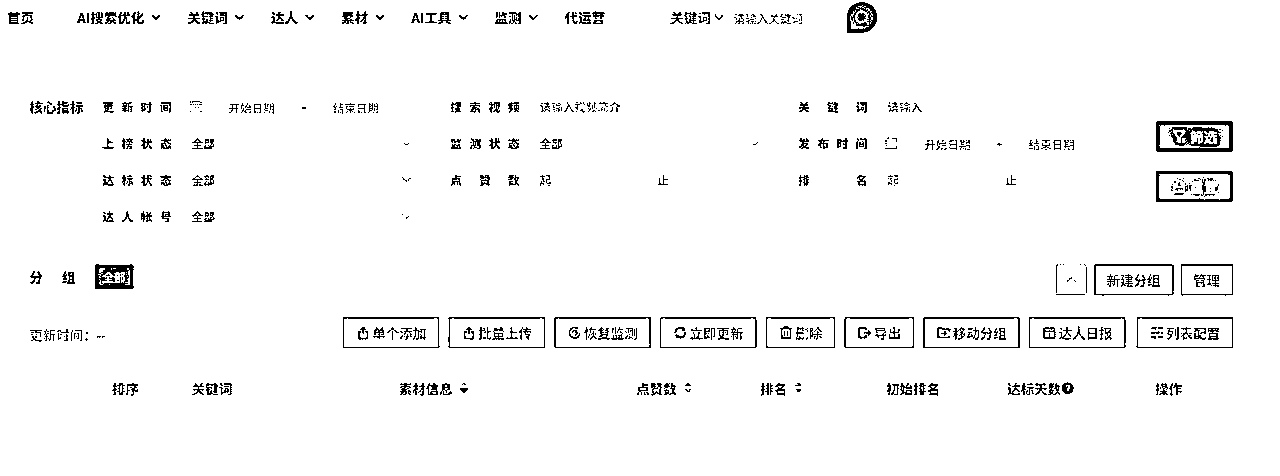 首页 AI搜索优化 关键词 达人 素材 AI工具 监测 代运营 关键词 请输入关键词
核心指标 更新时间 开始日期 - 结束日期 搜索视频 请输入视频简介 关键词 请输入
上榜状态 全部 监测状态 全部 发布时间 开始日期 - 结束日期 筛选
达标状态 全部 点赞数 起 止 排名 起 止
达人帐号 全部
分组 全部 新建分组 管理
更新时间: -- 单个添加 批量上传 恢复监测 立即更新 删除 导出 移动分组 达人日报 列表配置
排序 关键词 素材信息 点赞数 排名 初始排名 达标天数 操作